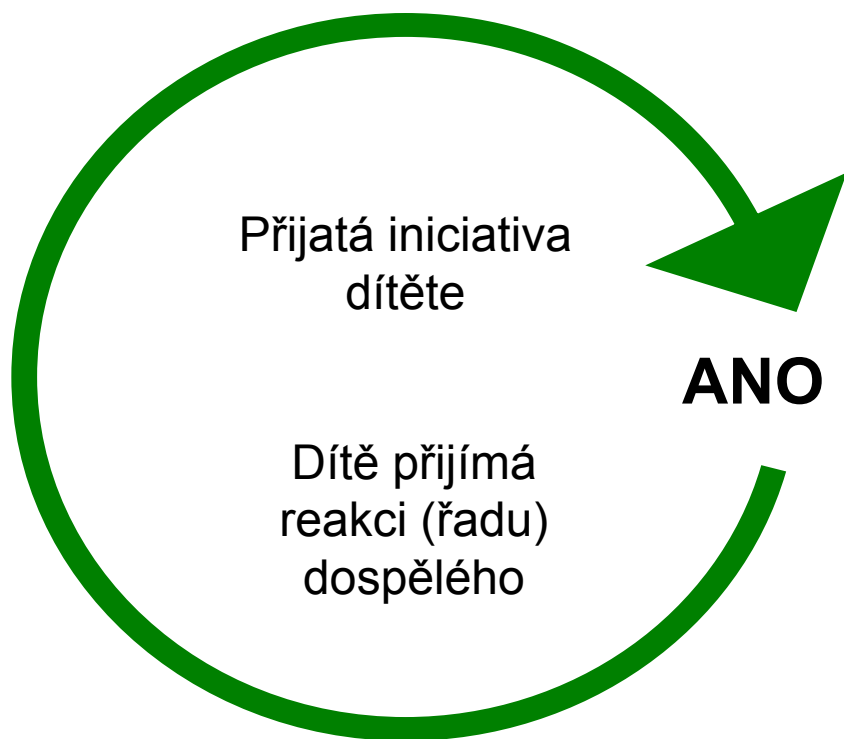 Přijatá iniciativa
dítěte
ANO
Dítě přijímá
reakci (řadu)
dospělého